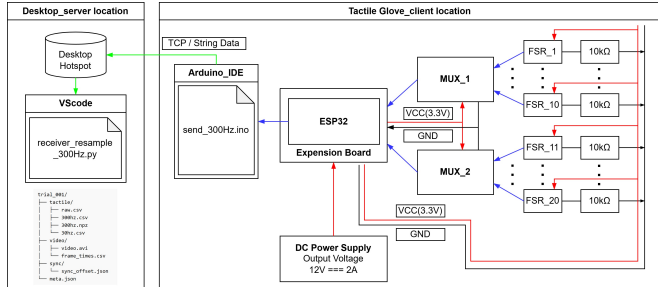 Desktop_server location
Desktop
Hotspot
VScode
receiver_resample
_300Hz.py
trial_001/
├── tactile/
│   ├── raw.csv
│   ├── 300hz.csv
│   ├── 300hz.npz
│   └── 30hz.csv
├── video/
│   ├── video.avi
│   └── frame_times.csv
├── sync/
│   └── sync_offset.json
└── meta.json
Tactile Glove_client location
TCP / String Data
Arduino_IDE
send_300Hz.ino
ESP32
Expension Board
DC Power Supply
Output Voltage
12V === 2A
MUX_1
VCC(3.3V)
GND
MUX_2
VCC(3.3V)
GND
FSR_1
10kΩ
FSR_10
10kΩ
FSR_11
10kΩ
FSR_20
10kΩ